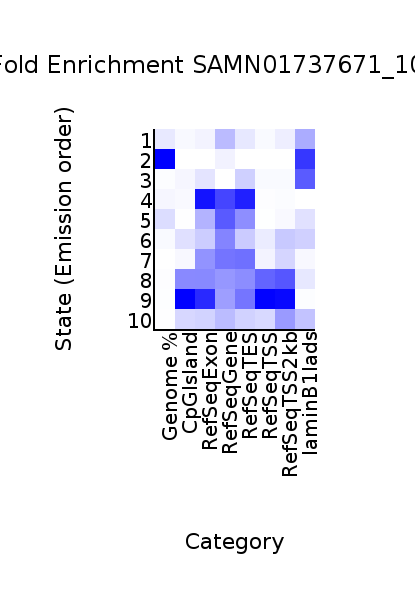 Fold Enrichment SAMN01737671_10
State (Emission order)
1
2
3
4
5
6
7
8
9
10
Genome %
CpGIsland
RefSeqExon
RefSeqGene
RefSeqTES
RefSeqTSS
RefSeqTSS2kb
laminB1lads
Category